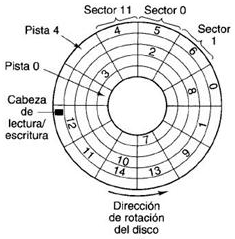 Sector 11
Sector 0
Sector
1
Pista 4
Pista 0
Cabeza
de
lectura/
escritura
4
5
6
0
2
3
8
1
7
12
11
9
10
14
13
Dirección
de rotación
del disco